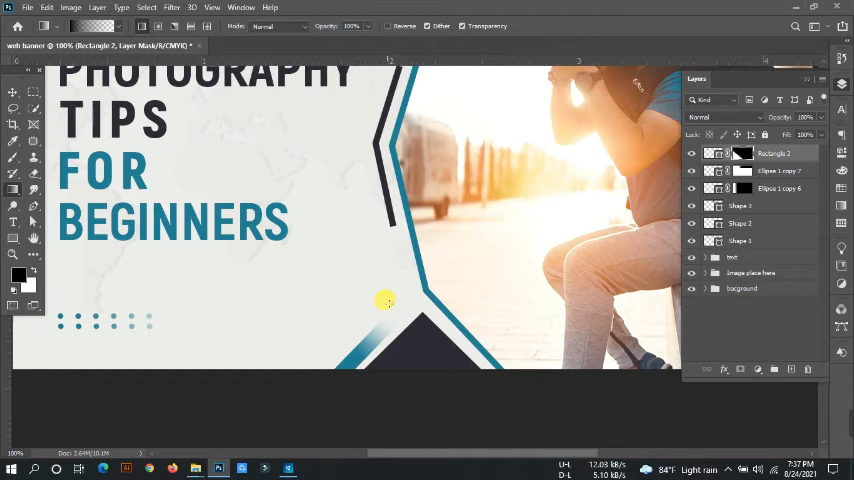 File Edit Image Layer Type Select Filter 3D View Window Help
Mode: Normal Opacity: 100% Reverse Dither Transparency
web banner @ 100% (Rectangle 2, Layer Mask/8/CMYK) * ×
1 2 3 4
PHOTOGRAPHY
TIPS
FOR
BEGINNERS
Layers
Kind
Normal Opacity: 100%
Lock: Fill: 100%
Rectangle 2
Ellipse 1 copy 7
Ellipse 1 copy 6
Shape 3
Shape 2
Shape 1
text
Image place here
bacground
100% Doc: 2.64M/10.1M
U-L 12.03 kB/s
D-L 5.10 kB/s
84°F Light rain
7:37 PM
8/24/2021